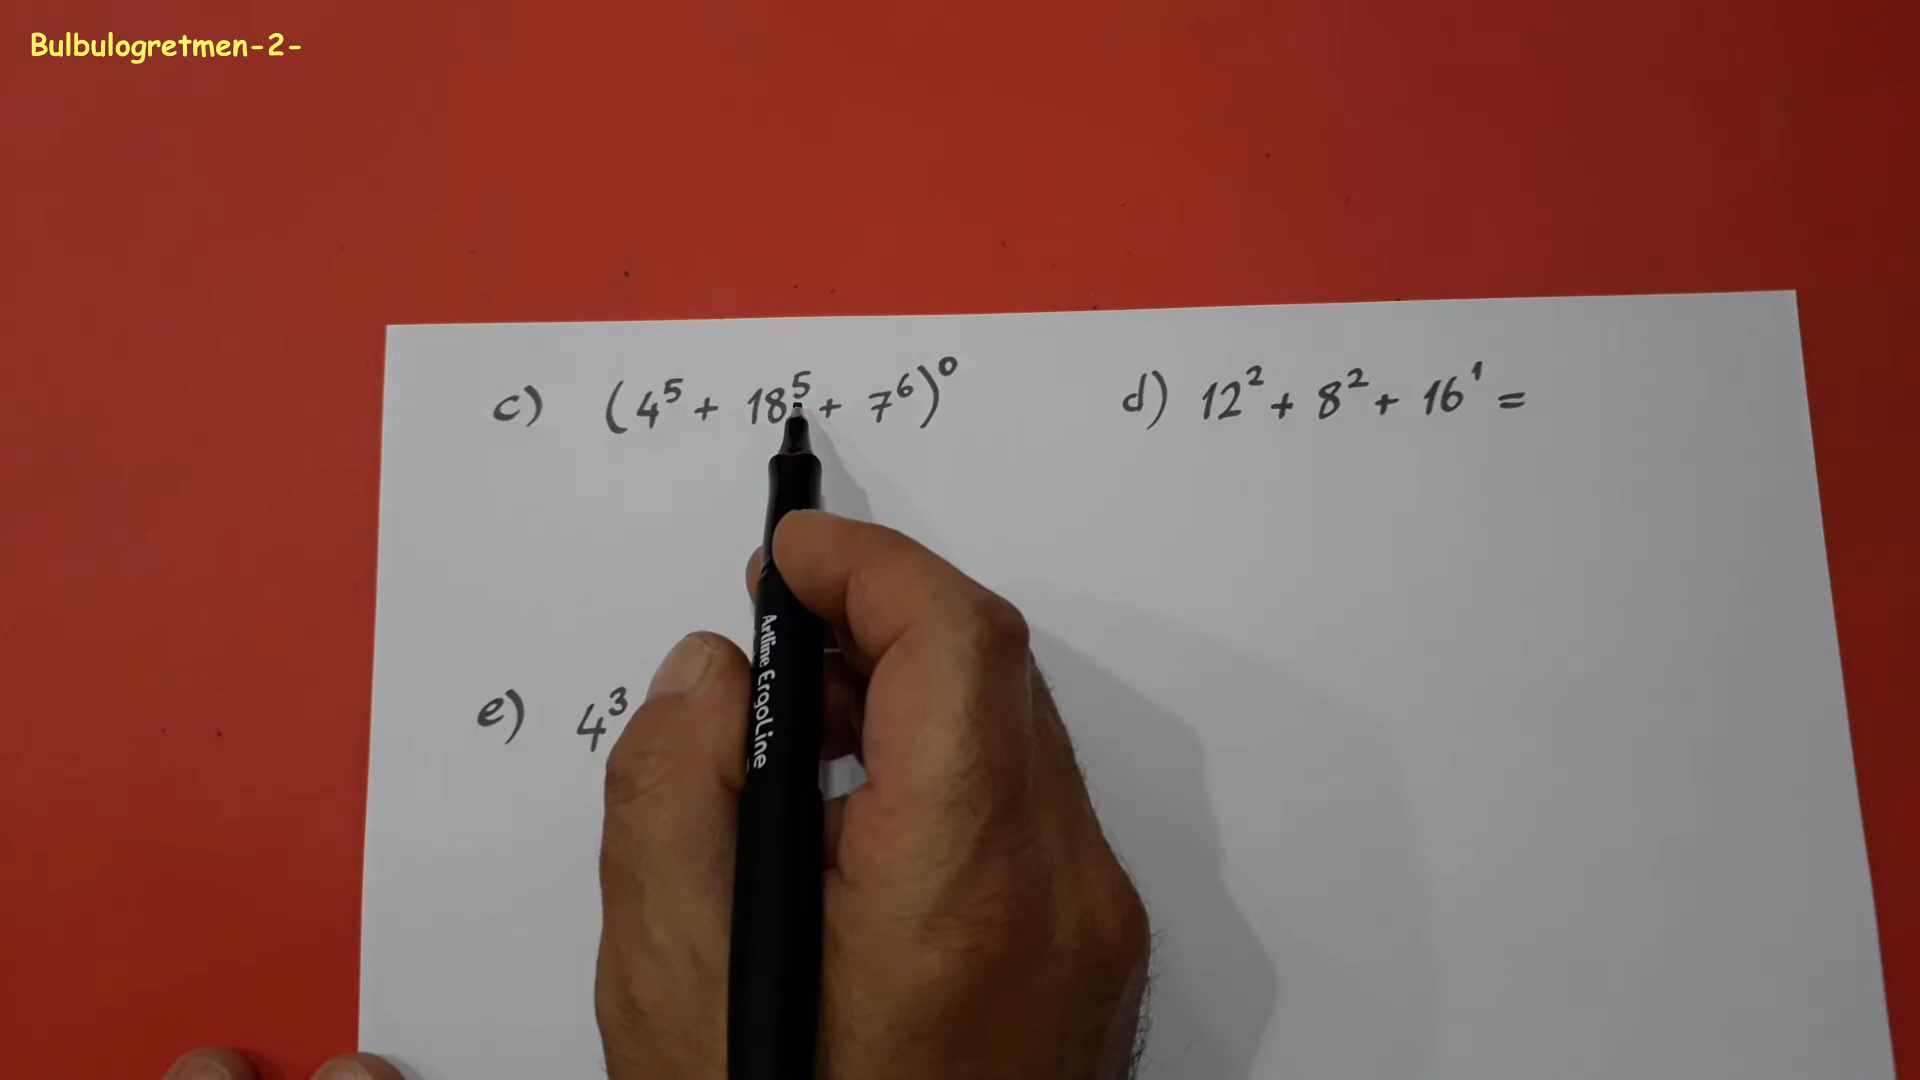 Bulbulogretmen-2-
c) (4⁵ + 18⁵ + 7⁶)⁰
d) 12² + 8² + 16¹ =
e) 4³
Artline ErgoLine